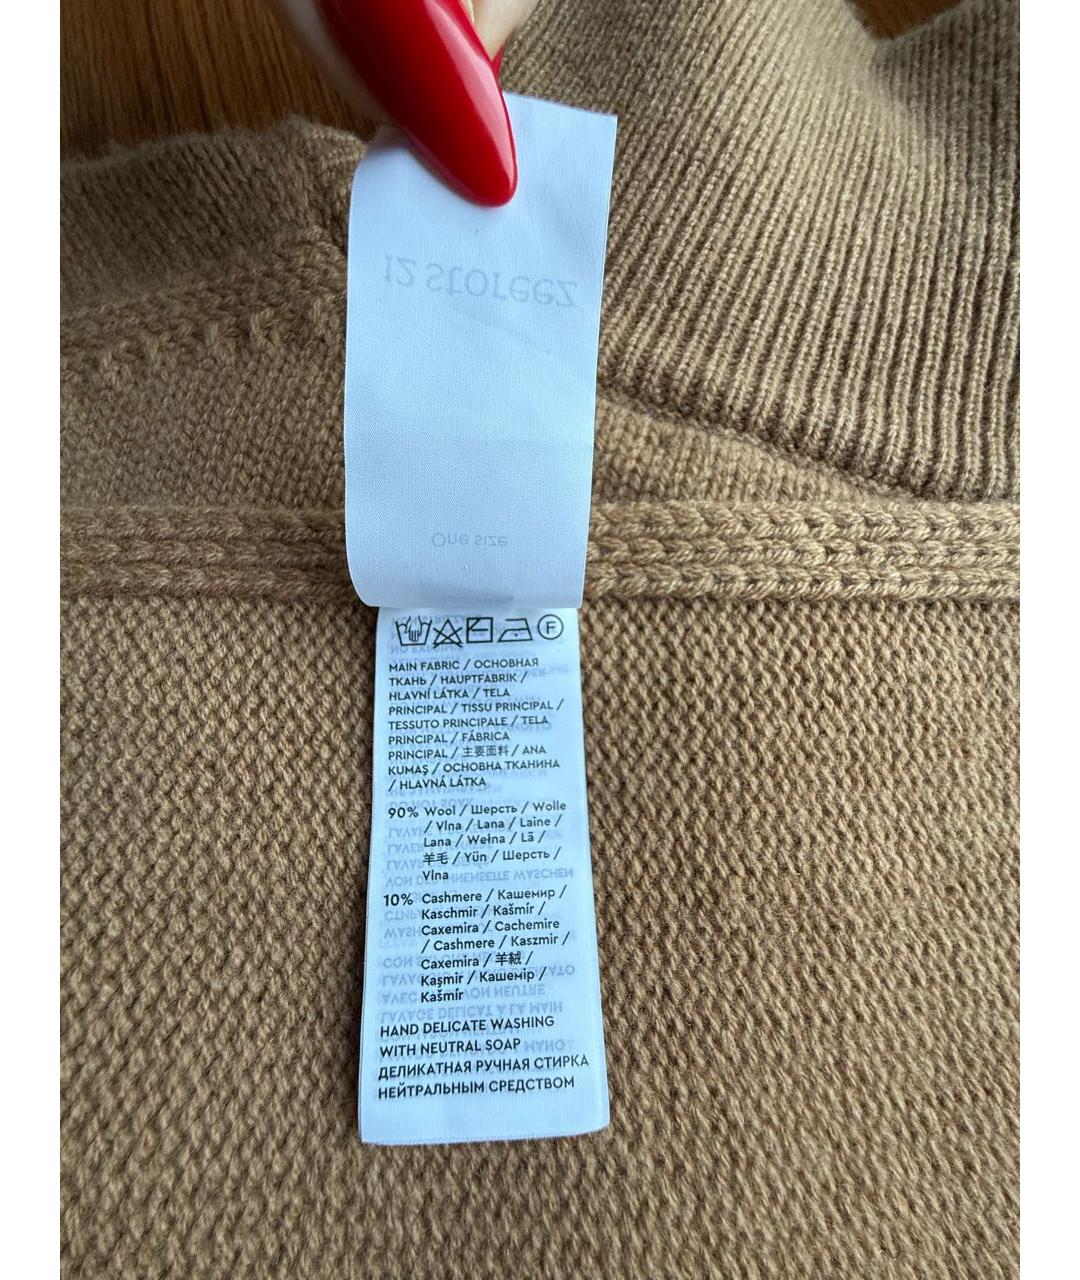 12 storeez
One size
F
MAIN FABRIC / ОСНОВНАЯ
ТКАНЬ / HAUPTFABRIK /
HLAVNÍ LÁTKA / TELA
PRINCIPAL / TISSU PRINCIPAL /
TESSUTO PRINCIPALE / TELA
PRINCIPAL / FÁBRICA
PRINCIPAL / 主要面料 / ANA
KUMAŞ / ОСНОВНА ТКАНИНА
/ HLAVNÁ LÁTKA
90% Wool / Шерсть / Wolle
/ Vlna / Lana / Laine /
Lana / Wełna / Lã /
羊毛 / Yün / Шерсть /
Vlna
10% Cashmere / Кашемир /
Kaschmir / Kašmír /
Caxemira / Cachemire
/ Cashmere / Kaszmir /
Caxemira / 羊絨 /
Kaşmir / Кашемір /
Kašmír
HAND DELICATE WASHING
WITH NEUTRAL SOAP
ДЕЛИКАТНАЯ РУЧНАЯ СТИРКА
НЕЙТРАЛЬНЫМ СРЕДСТВОМ